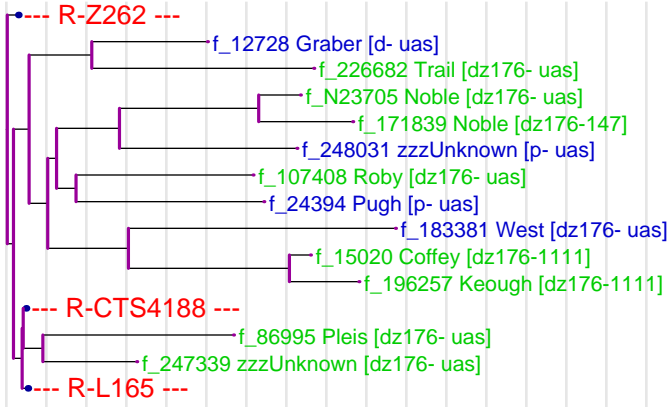 --- R-Z262 ---
f_12728 Graber [d- uas]
f_226682 Trail [dz176- uas]
f_N23705 Noble [dz176- uas]
f_171839 Noble [dz176-147]
f_248031 zzzUnknown [p- uas]
f_107408 Roby [dz176- uas]
f_24394 Pugh [p- uas]
f_183381 West [dz176- uas]
f_15020 Coffey [dz176-1111]
f_196257 Keough [dz176-1111]
--- R-CTS4188 ---
f_86995 Pleis [dz176- uas]
f_247339 zzzUnknown [dz176- uas]
--- R-L165 ---